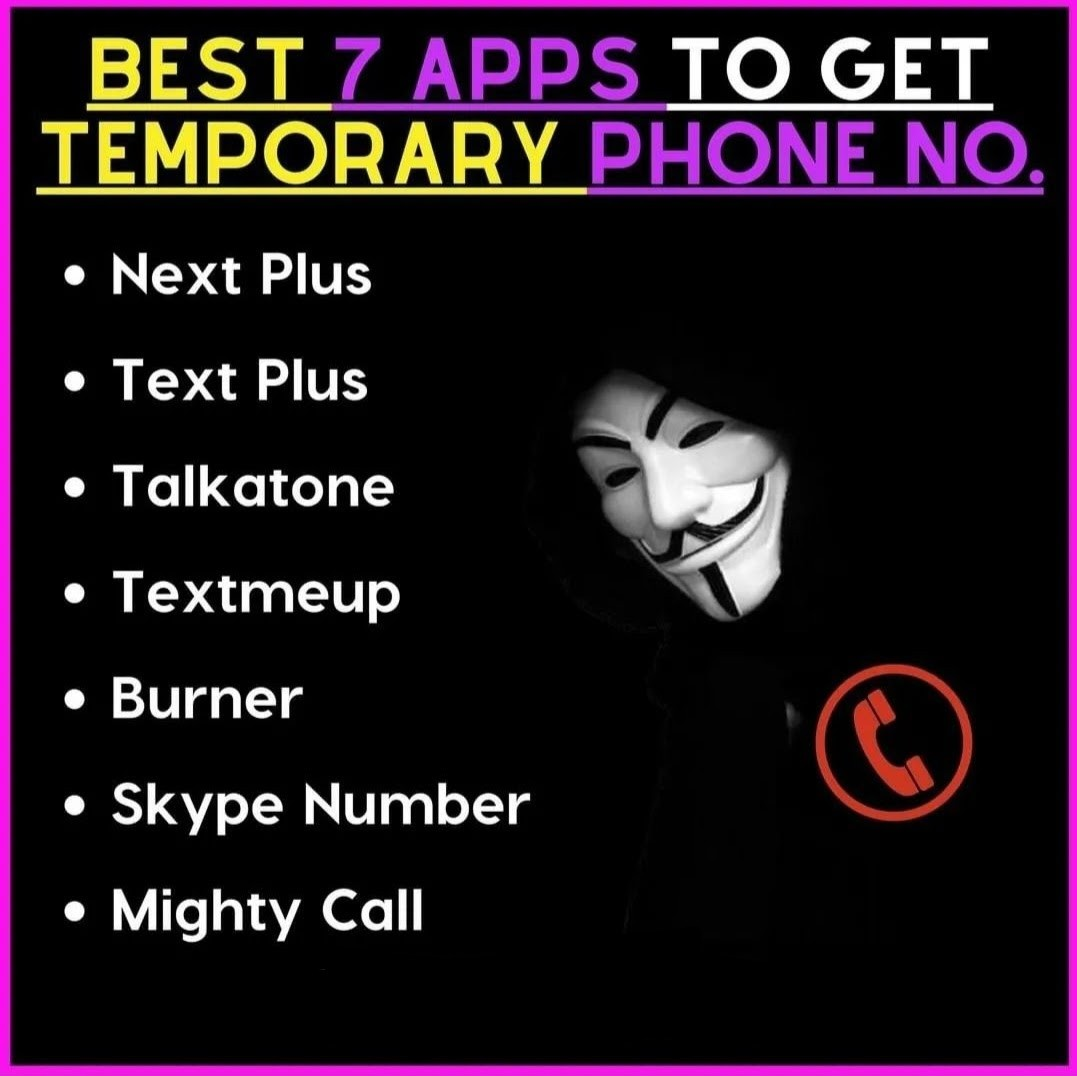 BEST 7 APPS TO GET
TEMPORARY PHONE NO.
• Next Plus
• Text Plus
• Talkatone
• Textmeup
• Burner
• Skype Number
• Mighty Call